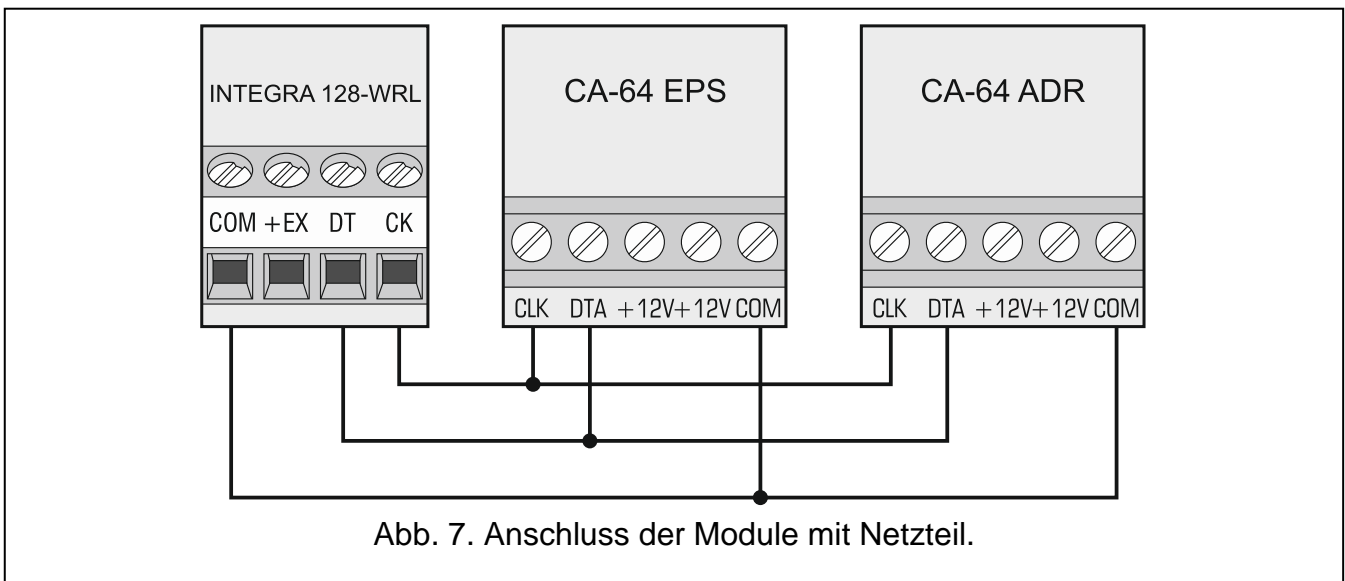 INTEGRA 128-WRL
COM +EX DT CK
CA-64 EPS
CLK DTA +12V+12V COM
CA-64 ADR
CLK DTA +12V+12V COM
Abb. 7. Anschluss der Module mit Netzteil.